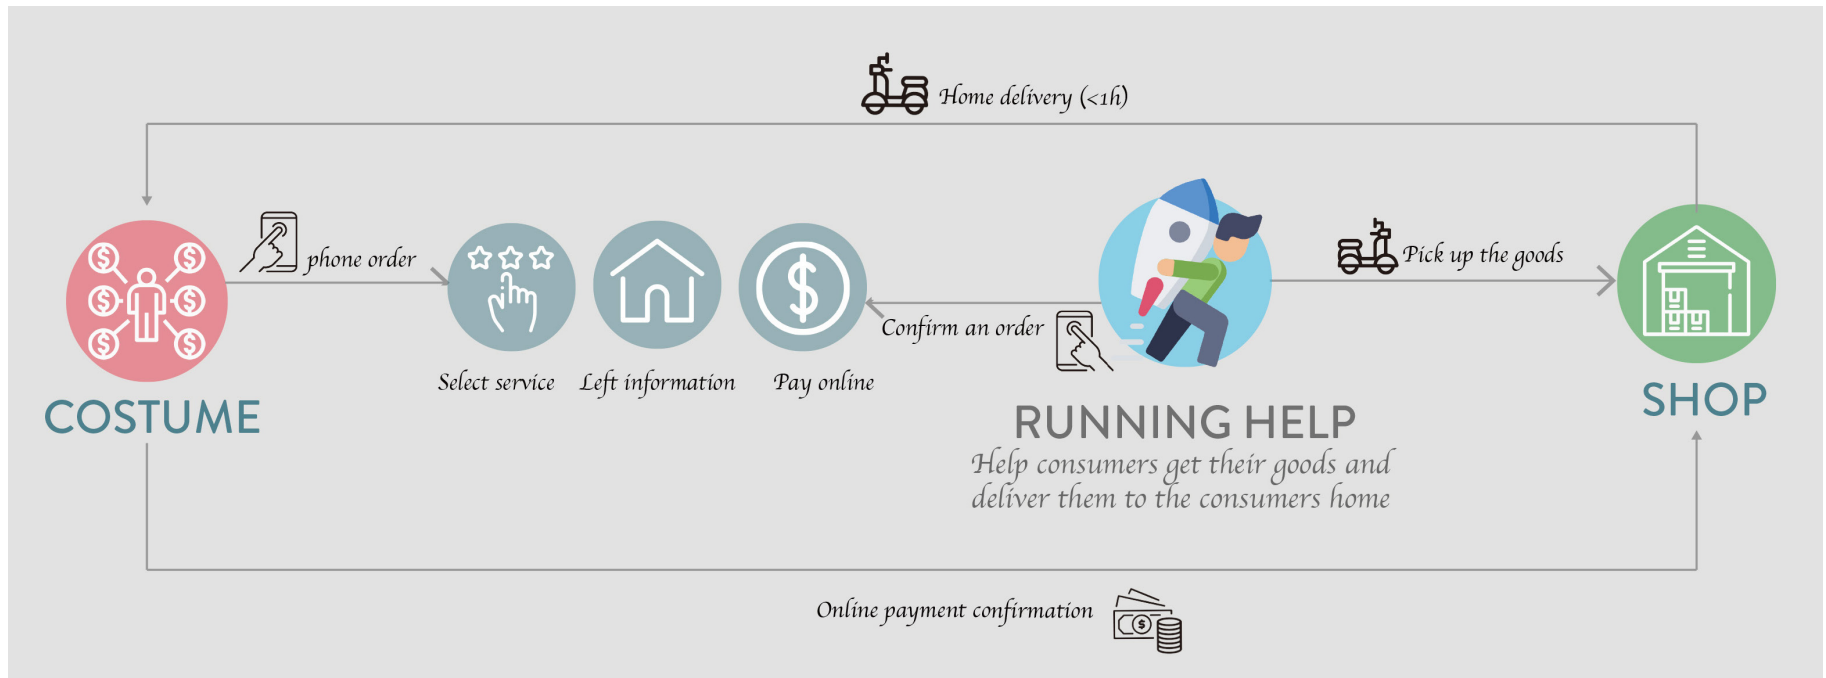 Home delivery (<1h)
phone order
Pick up the goods
Confirm an order
Select service
Left information
Pay online
COSTUME
RUNNING HELP
SHOP
Help consumers get their goods and
deliver them to the consumers home
Online payment confirmation